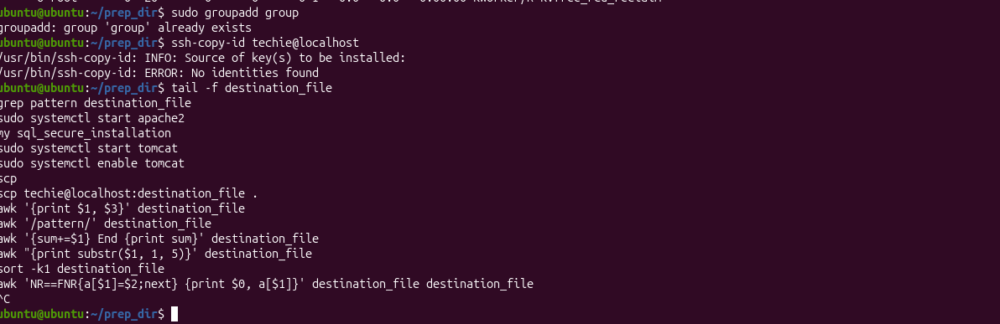 ubuntu@ubuntu:~/prep_dir$ sudo groupadd group
groupadd: group 'group' already exists
ubuntu@ubuntu:~/prep_dir$ ssh-copy-id techie@localhost
/usr/bin/ssh-copy-id: INFO: Source of key(s) to be installed:
/usr/bin/ssh-copy-id: ERROR: No identities found
ubuntu@ubuntu:~/prep_dir$ tail -f destination_file
grep pattern destination_file
sudo systemctl start apache2
my sql_secure_installation
sudo systemctl start tomcat
sudo systemctl enable tomcat
scp
scp techie@localhost:destination_file .
awk '{print $1, $3}' destination_file
awk '/pattern/' destination_file
awk '{sum+=$1} End {print sum}' destination_file
awk "{print substr($1, 1, 5)}' destination_file
sort -k1 destination_file
awk 'NR==FNR{a[$1]=$2;next} {print $0, a[$1]}' destination_file destination_file
^C
ubuntu@ubuntu:~/prep_dir$